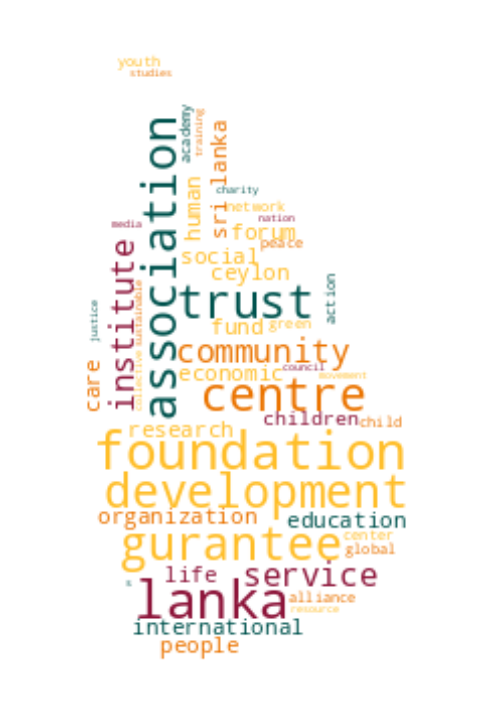 youth
studies
academy
training
association
human
sri lanka
charity
network
nation
media
forum
peace
social
institute
ceylon
action
trust
justice
collective
sustainable
fund
green
community
council
care
economic
movement
centre
children
child
research
foundation
development
organization
education
gurantee
center
global
life
service
s
lanka
alliance
resource
international
people